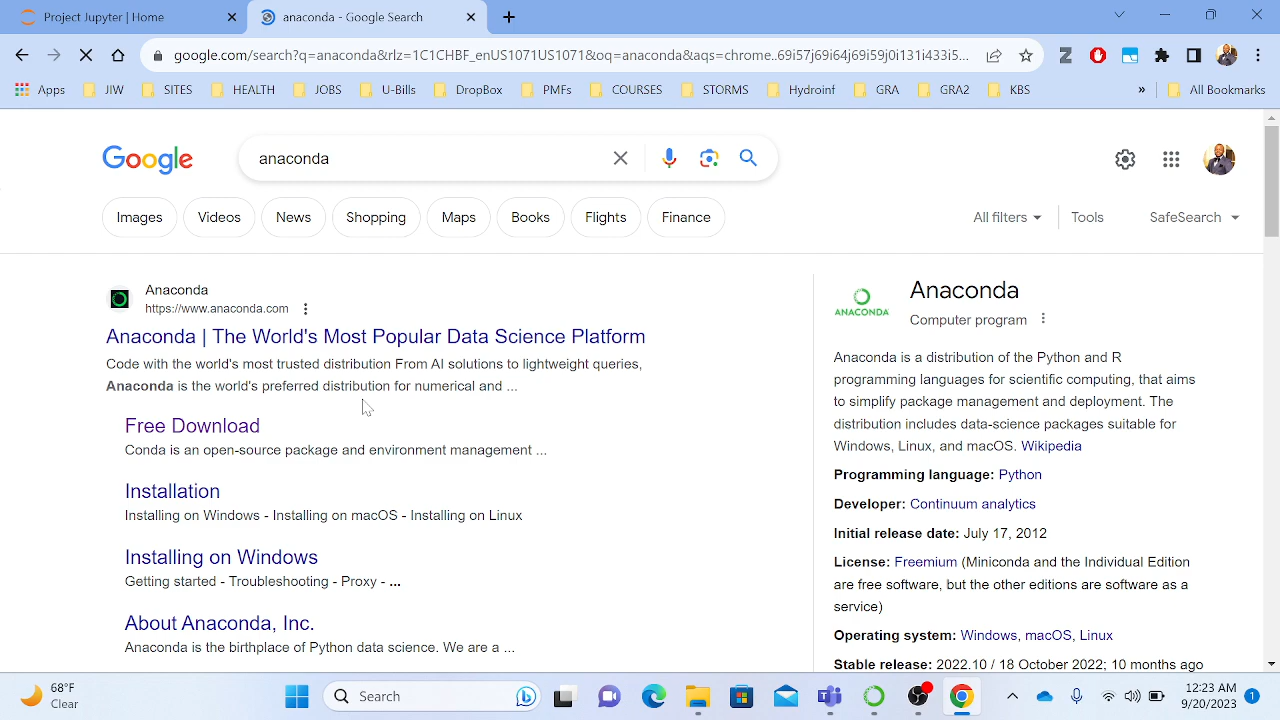 Project Jupyter | Home
anaconda - Google Search
google.com/search?q=anaconda&rlz=1C1CHBF_enUS1071US1071&oq=anaconda&aqs=chrome..69i57j69i64j69i59j0i131i433i5...
Apps
JIW
SITES
HEALTH
JOBS
U-Bills
DropBox
PMFs
COURSES
STORMS
Hydroinf
GRA
GRA2
KBS
»
All Bookmarks
Google
anaconda
Images
Videos
News
Shopping
Maps
Books
Flights
Finance
All filters
Tools
SafeSearch
Anaconda
https://www.anaconda.com
Anaconda | The World's Most Popular Data Science Platform
Code with the world's most trusted distribution From AI solutions to lightweight queries,
Anaconda is the world's preferred distribution for numerical and ...
Free Download
Conda is an open-source package and environment management ...
Installation
Installing on Windows - Installing on macOS - Installing on Linux
Installing on Windows
Getting started - Troubleshooting - Proxy - ...
About Anaconda, Inc.
Anaconda is the birthplace of Python data science. We are a ...
ANACONDA
Anaconda
Computer program
Anaconda is a distribution of the Python and R
programming languages for scientific computing, that aims
to simplify package management and deployment. The
distribution includes data-science packages suitable for
Windows, Linux, and macOS. Wikipedia
Programming language: Python
Developer: Continuum analytics
Initial release date: July 17, 2012
License: Freemium (Miniconda and the Individual Edition
are free software, but the other editions are software as a
service)
Operating system: Windows, macOS, Linux
Stable release: 2022.10 / 18 October 2022; 10 months ago
68°F
Clear
Search
12:23 AM
9/20/2023
1